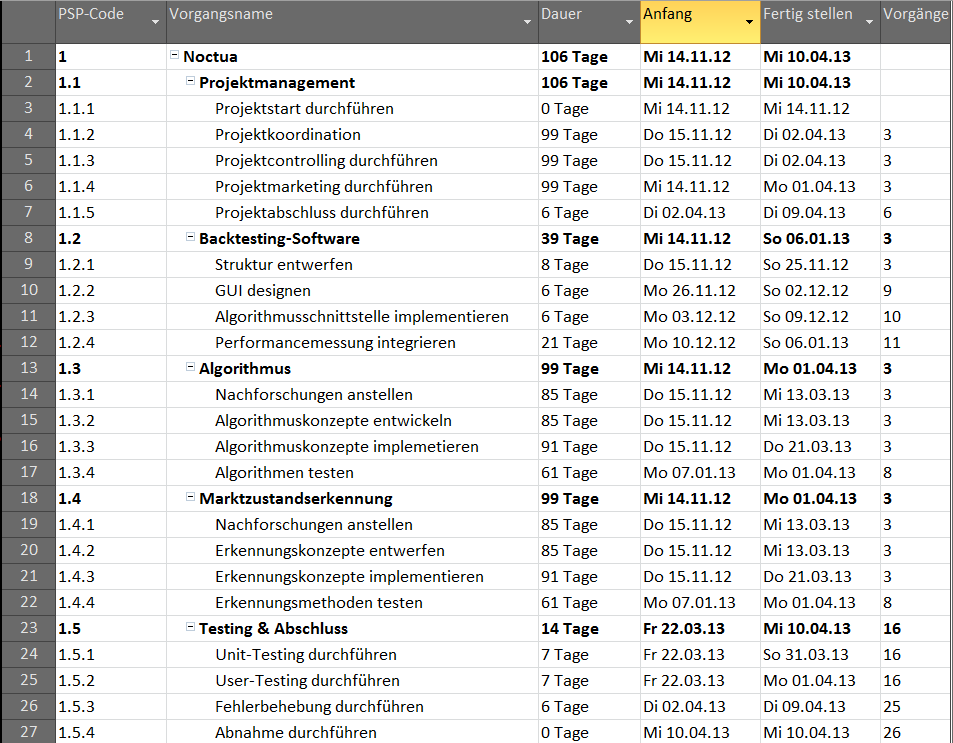 PSP-Code Vorgangsname Dauer Anfang Fertig stellen Vorgänge
1 1 Noctua 106 Tage Mi 14.11.12 Mi 10.04.13
2 1.1 Projektmanagement 106 Tage Mi 14.11.12 Mi 10.04.13
3 1.1.1 Projektstart durchführen 0 Tage Mi 14.11.12 Mi 14.11.12
4 1.1.2 Projektkoordination 99 Tage Do 15.11.12 Di 02.04.13 3
5 1.1.3 Projektcontrolling durchführen 99 Tage Do 15.11.12 Di 02.04.13 3
6 1.1.4 Projektmarketing durchführen 99 Tage Mi 14.11.12 Mo 01.04.13 3
7 1.1.5 Projektabschluss durchführen 6 Tage Di 02.04.13 Di 09.04.13 6
8 1.2 Backtesting-Software 39 Tage Mi 14.11.12 So 06.01.13 3
9 1.2.1 Struktur entwerfen 8 Tage Do 15.11.12 So 25.11.12 3
10 1.2.2 GUI designen 6 Tage Mo 26.11.12 So 02.12.12 9
11 1.2.3 Algorithmusschnittstelle implementieren 6 Tage Mo 03.12.12 So 09.12.12 10
12 1.2.4 Performancemessung integrieren 21 Tage Mo 10.12.12 So 06.01.13 11
13 1.3 Algorithmus 99 Tage Mi 14.11.12 Mo 01.04.13 3
14 1.3.1 Nachforschungen anstellen 85 Tage Do 15.11.12 Mi 13.03.13 3
15 1.3.2 Algorithmuskonzepte entwickeln 85 Tage Do 15.11.12 Mi 13.03.13 3
16 1.3.3 Algorithmuskonzepte implemetieren 91 Tage Do 15.11.12 Do 21.03.13 3
17 1.3.4 Algorithmen testen 61 Tage Mo 07.01.13 Mo 01.04.13 8
18 1.4 Marktzustandserkennung 99 Tage Mi 14.11.12 Mo 01.04.13 3
19 1.4.1 Nachforschungen anstellen 85 Tage Do 15.11.12 Mi 13.03.13 3
20 1.4.2 Erkennungskonzepte entwerfen 85 Tage Do 15.11.12 Mi 13.03.13 3
21 1.4.3 Erkennungskonzepte implementieren 91 Tage Do 15.11.12 Do 21.03.13 3
22 1.4.4 Erkennungsmethoden testen 61 Tage Mo 07.01.13 Mo 01.04.13 8
23 1.5 Testing & Abschluss 14 Tage Fr 22.03.13 Mi 10.04.13 16
24 1.5.1 Unit-Testing durchführen 7 Tage Fr 22.03.13 So 31.03.13 16
25 1.5.2 User-Testing durchführen 7 Tage Fr 22.03.13 Mo 01.04.13 16
26 1.5.3 Fehlerbehebung durchführen 6 Tage Di 02.04.13 Di 09.04.13 25
27 1.5.4 Abnahme durchführen 0 Tage Mi 10.04.13 Mi 10.04.13 26